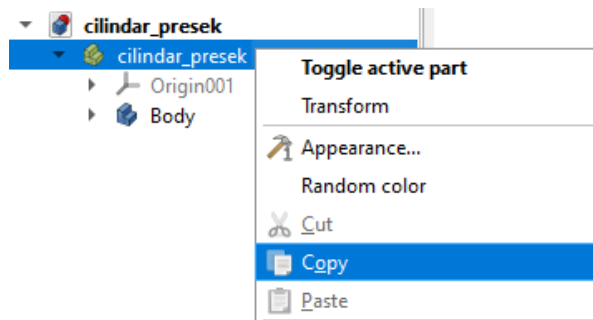 cilindar_presek
cilindar_presek
Origin001
Body
Toggle active part
Transform
Appearance...
Random color
Cut
Copy
Paste